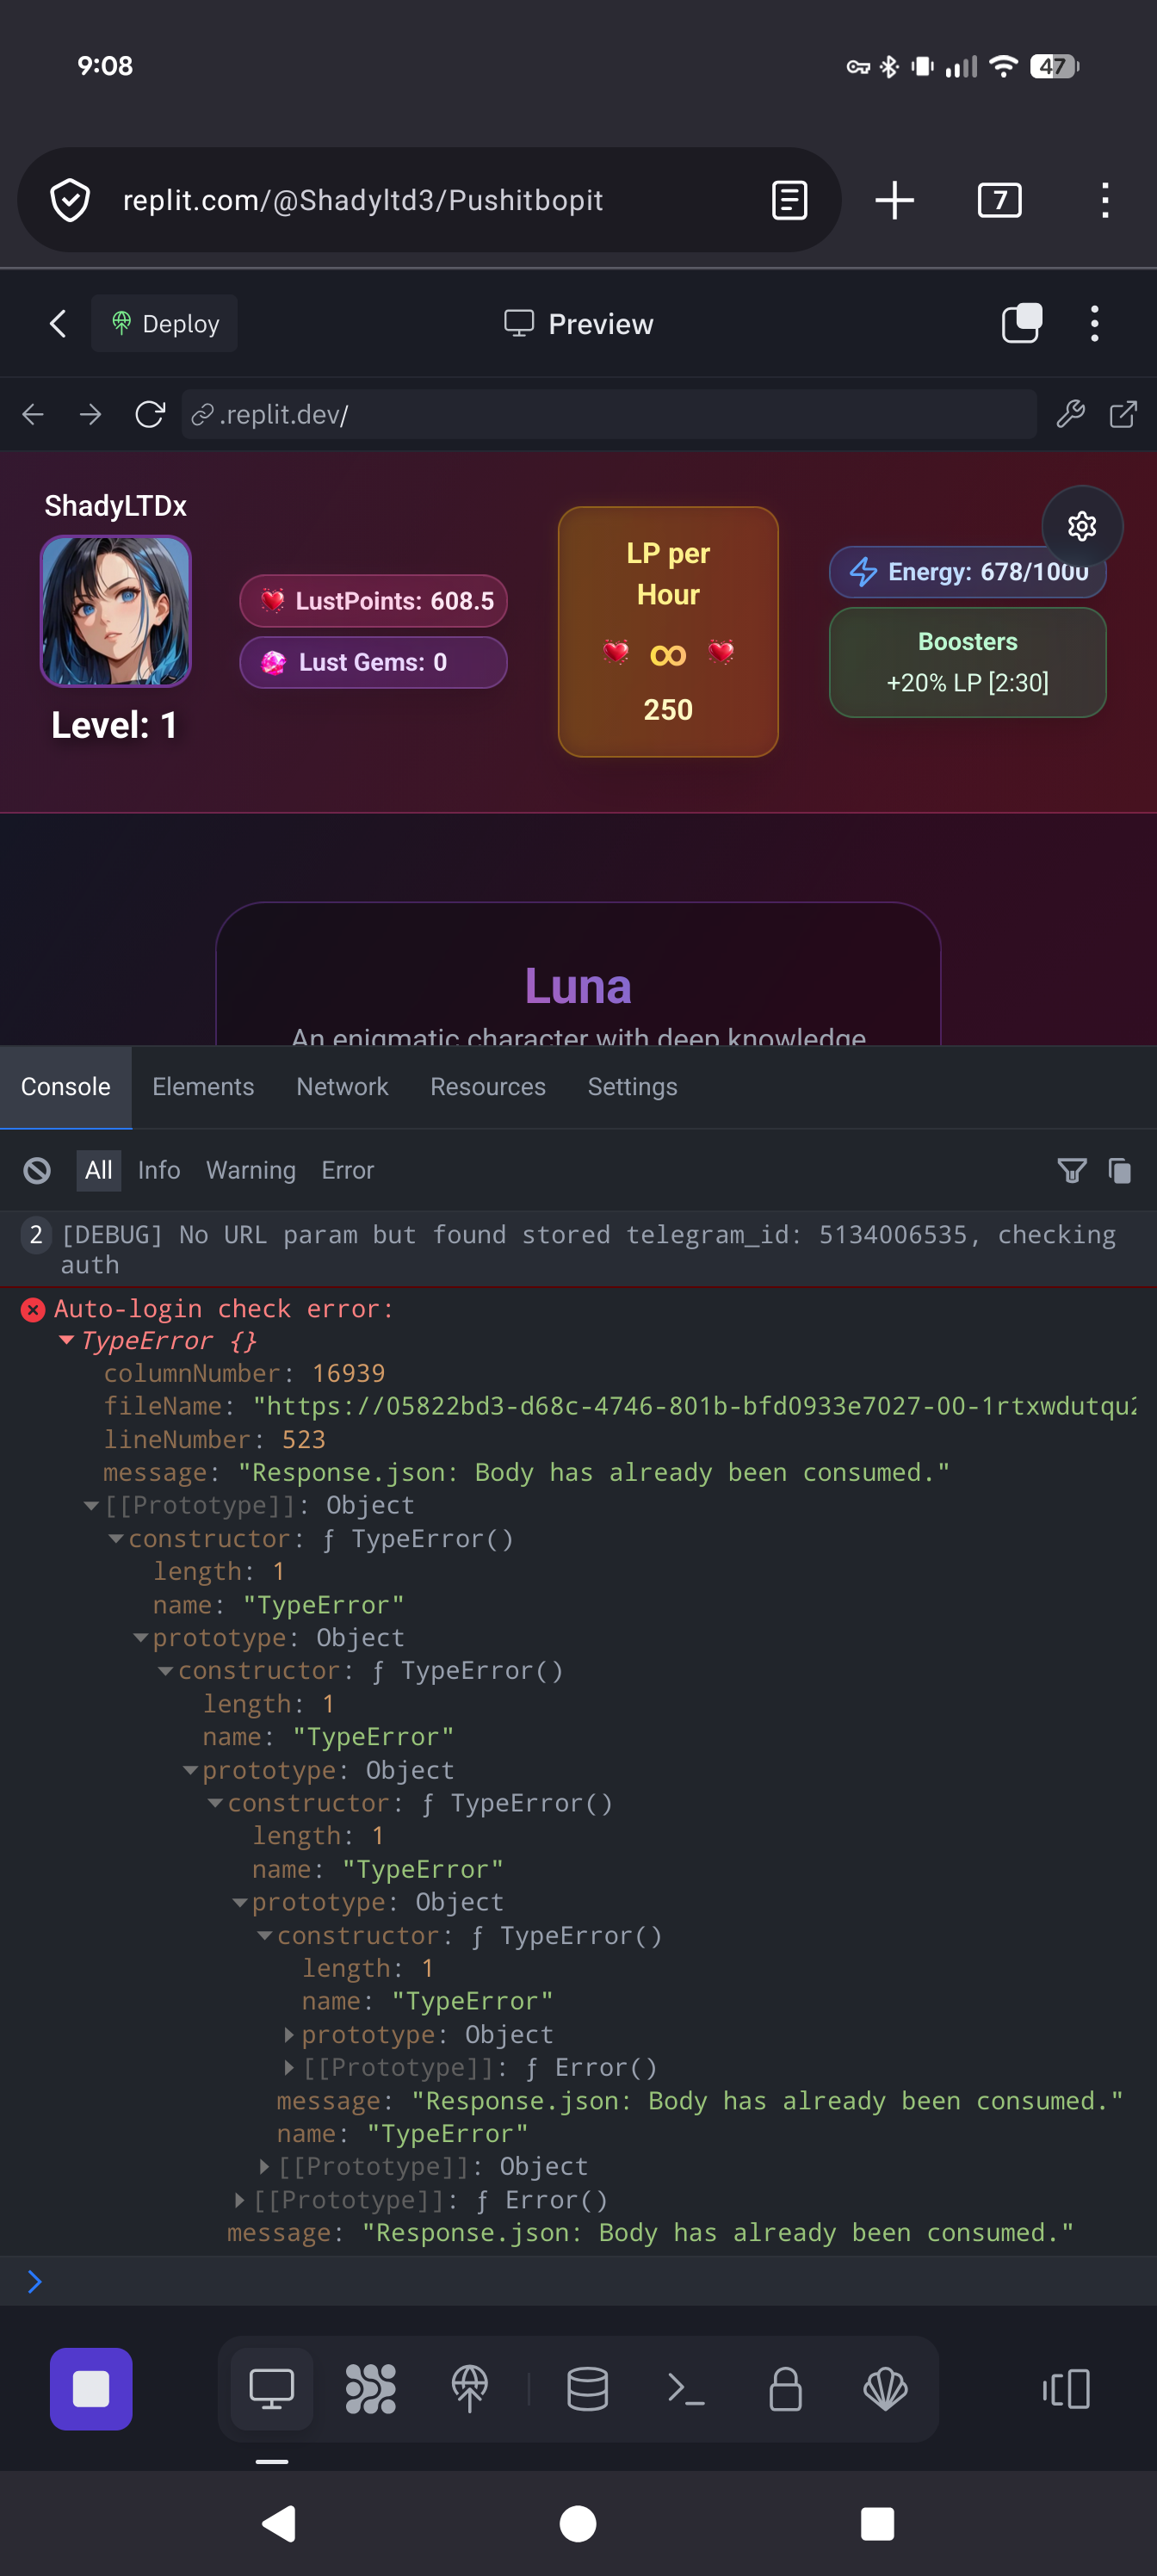 9:08
47
replit.com/@Shadyltd3/Pushitbopit
7
Deploy
Preview
.replit.dev/
ShadyLTDx
Level: 1
LustPoints: 608.5
Lust Gems: 0
LP per
Hour
∞
250
Energy: 678/1000
Boosters
+20% LP [2:30]
Luna
An enigmatic character with deep knowledge
Console Elements Network Resources Settings
All Info Warning Error
2 [DEBUG] No URL param but found stored telegram_id: 5134006535, checking
auth
Auto-login check error:
TypeError {}
columnNumber: 16939
fileName: "https://05822bd3-d68c-4746-801b-bfd0933e7027-00-1rtxwdutqu
lineNumber: 523
message: "Response.json: Body has already been consumed."
[[Prototype]]: Object
constructor: ƒ TypeError()
length: 1
name: "TypeError"
prototype: Object
constructor: ƒ TypeError()
length: 1
name: "TypeError"
prototype: Object
constructor: ƒ TypeError()
length: 1
name: "TypeError"
prototype: Object
constructor: ƒ TypeError()
length: 1
name: "TypeError"
prototype: Object
[[Prototype]]: ƒ Error()
message: "Response.json: Body has already been consumed."
name: "TypeError"
[[Prototype]]: Object
[[Prototype]]: ƒ Error()
message: "Response.json: Body has already been consumed."